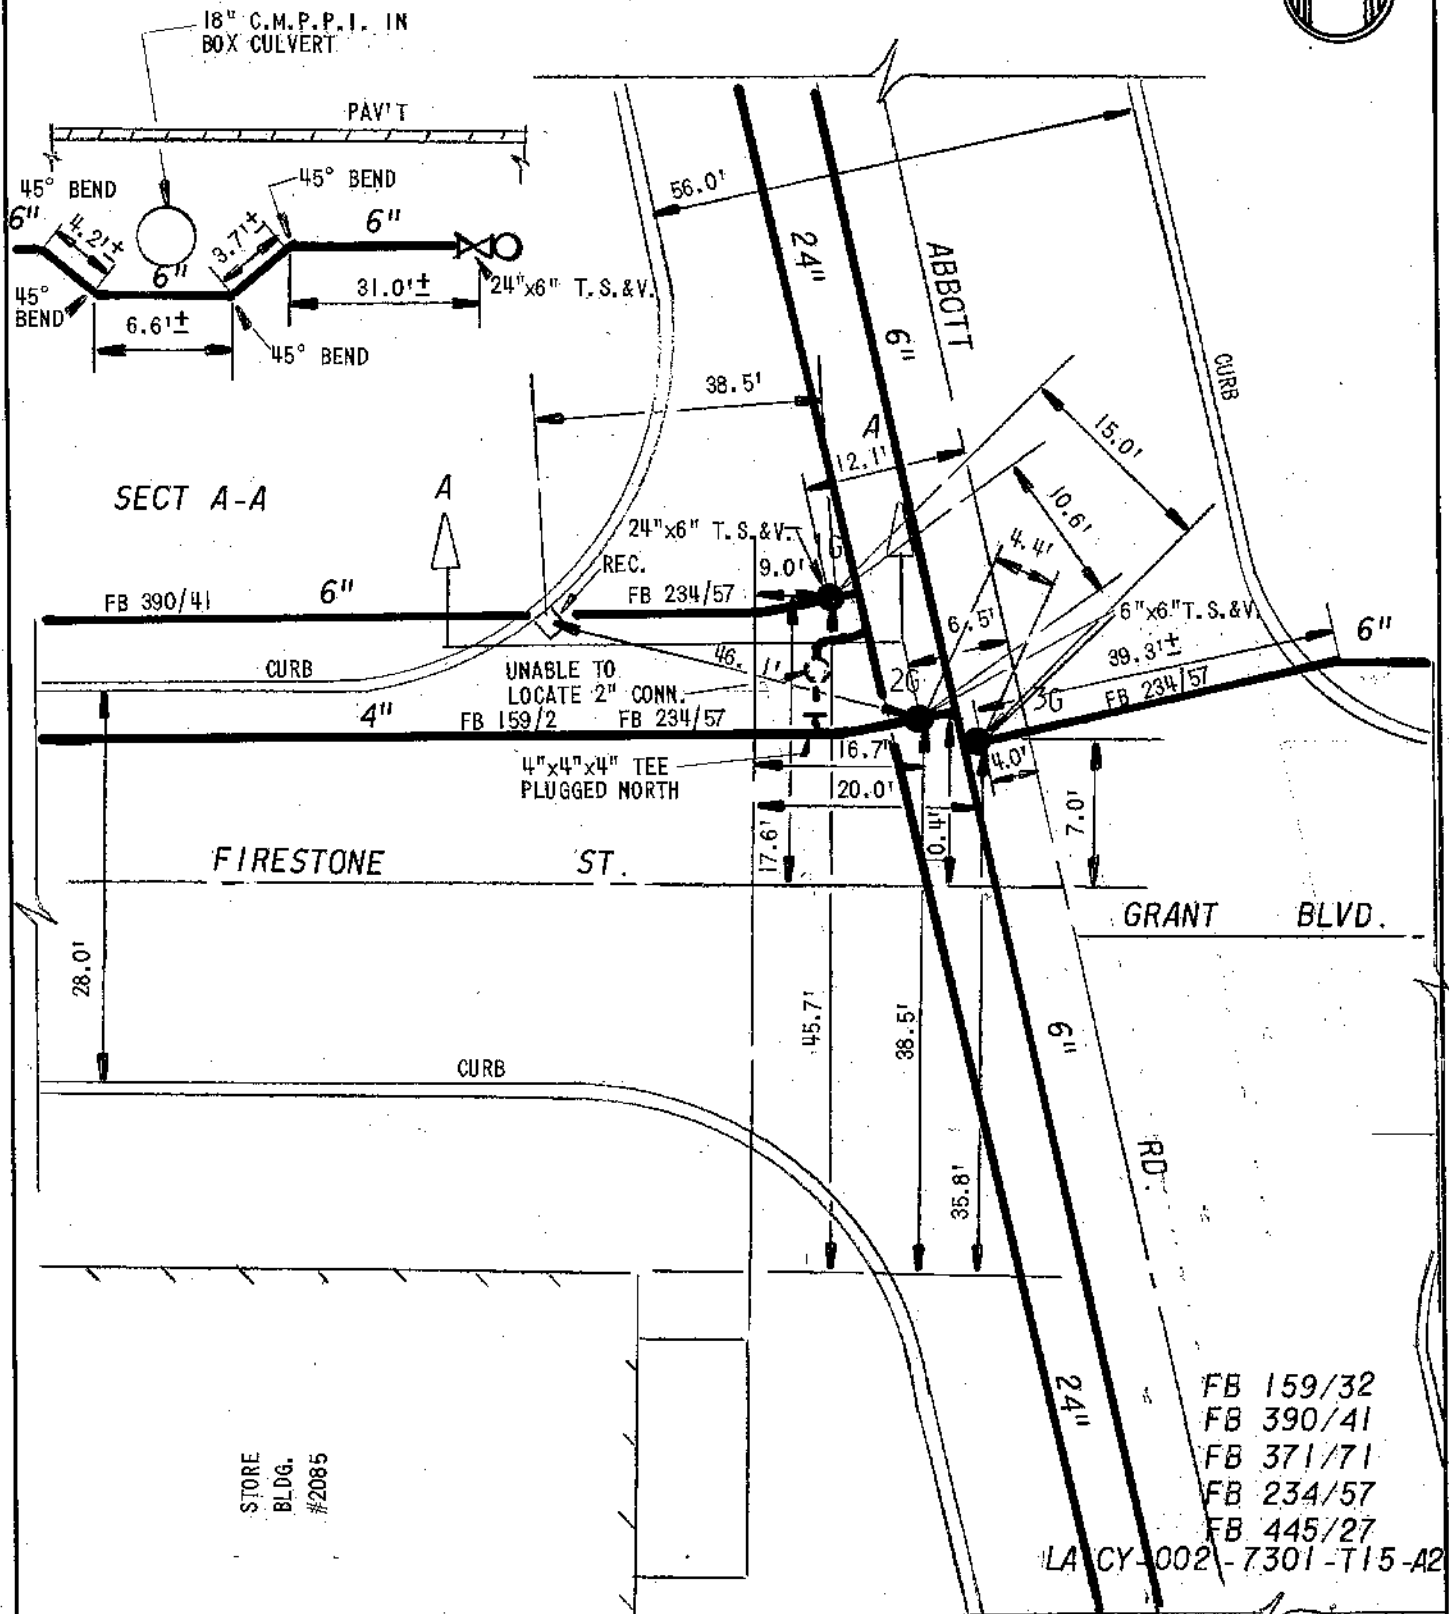 18" C.M.P.P.I. IN
BOX CULVERT
PAV'T
45° BEND
45° BEND
6"
4.2'±
3.7'±
6"
6"
45°
BEND
31.0'±
24"x6" T.S.&V.
6.6'±
45° BEND
56.0'
24"
ABBOTT
6"
CURB
38.5'
A
12.1'
15.0'
SECT A-A
A
10.6'
24"x6" T.S.&V.
1G
4.4'
REC.
9.0'
FB 390/41
6"
FB 234/57
6.5'
6"x6" T.S.&V.
39.3'±
6"
46.1'
CURB
UNABLE TO
LOCATE 2" CONN.
2G
3G
FB 234/57
4"
FB 159/2
FB 234/57
16.7'
4"x4"x4" TEE
PLUGGED NORTH
4.0'
20.0'
17.6'
10.4'
7.0'
FIRESTONE ST.
GRANT BLVD.
28.0'
45.7'
38.5'
6"
CURB
35.8'
RD.
24"
STORE
BLDG.
#2085
FB 159/32
FB 390/41
FB 371/71
FB 234/57
FB 445/27
LA CY-002-7301-T15-A2